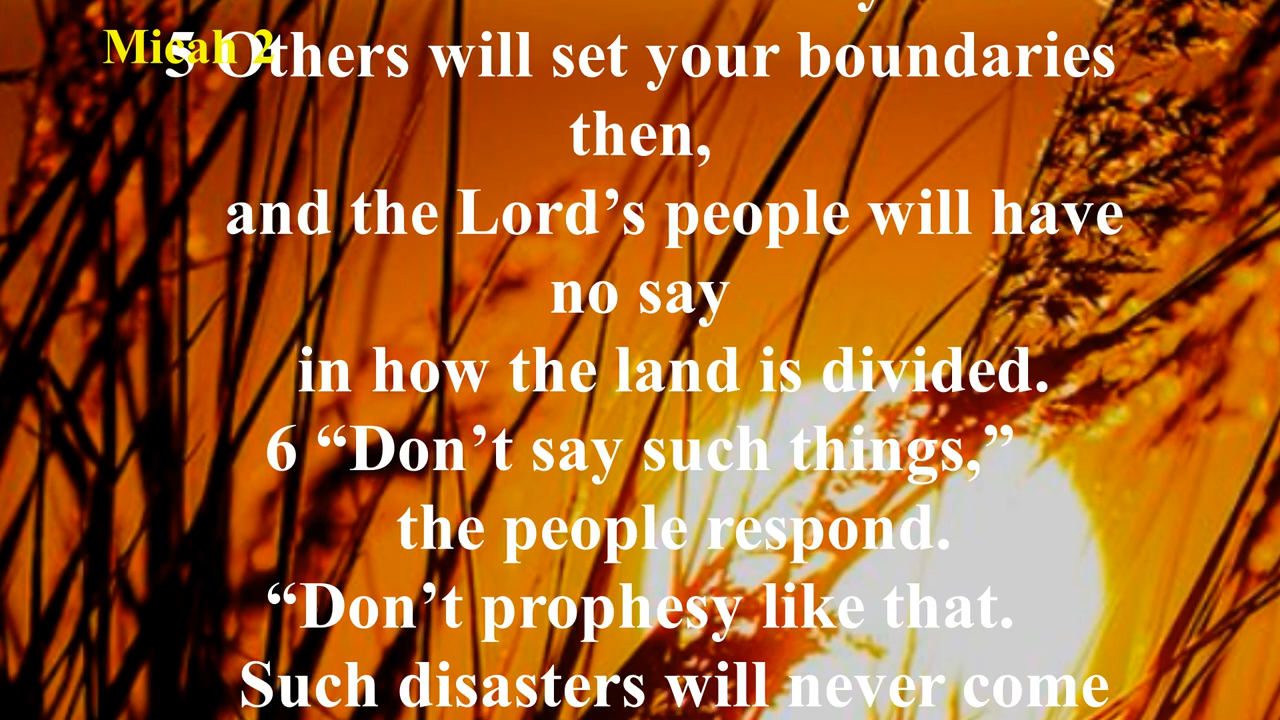 Micah 2
5 Others will set your boundaries
then,
and the Lord’s people will have
no say
in how the land is divided.
6 “Don’t say such things,”
the people respond.
“Don’t prophesy like that.
Such disasters will never come